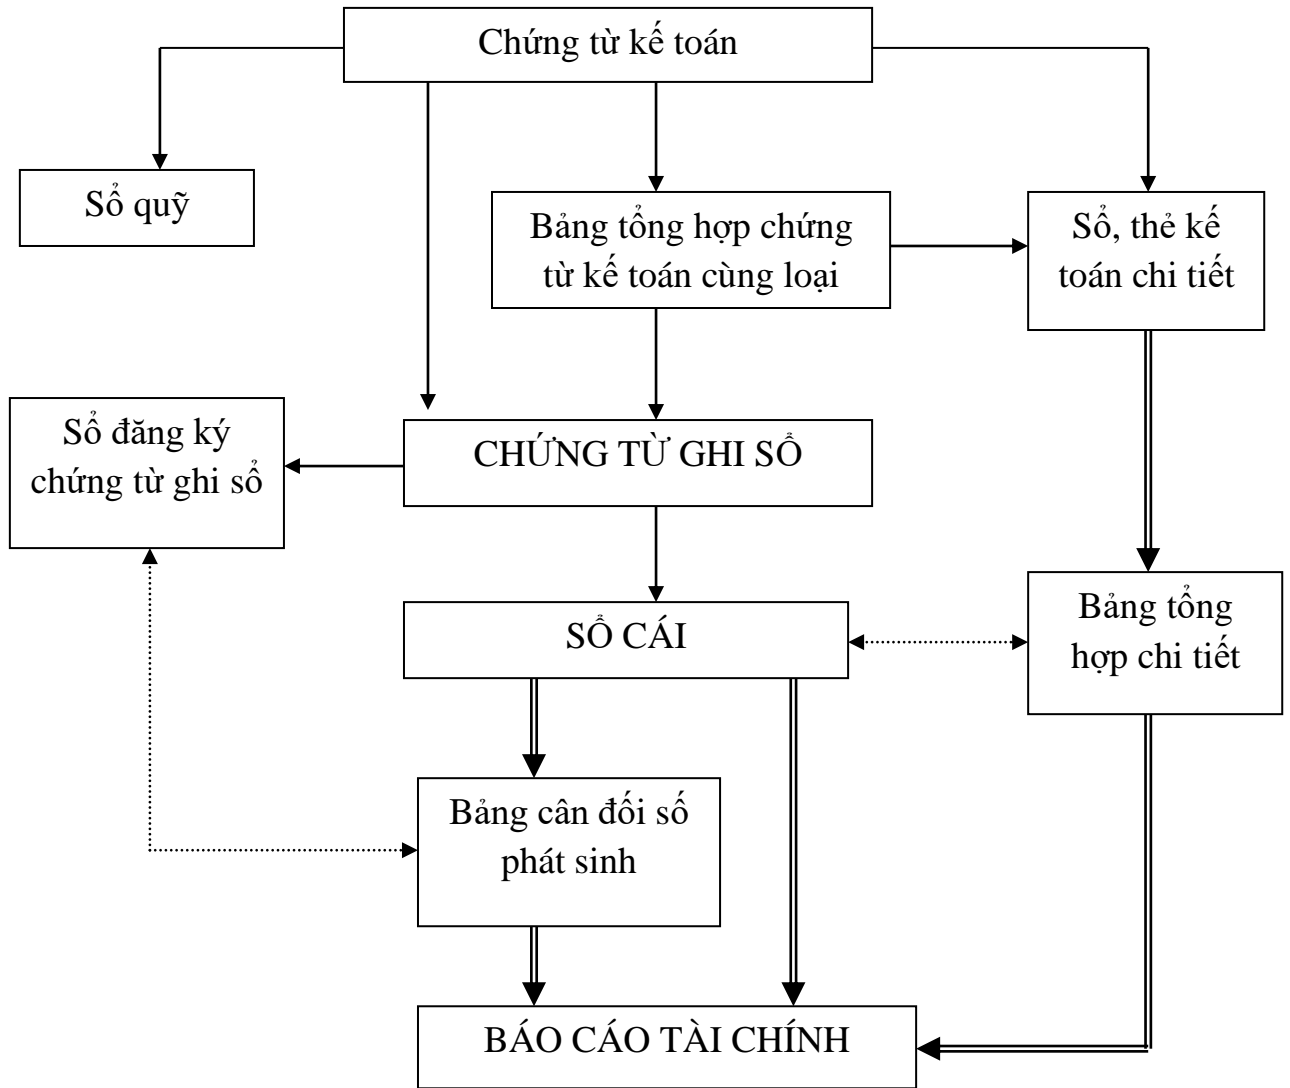 Chứng từ kế toán
Sổ quỹ
Bảng tổng hợp chứng
từ kế toán cùng loại
Sổ, thẻ kế
toán chi tiết
Sổ đăng ký
chứng từ ghi sổ
CHỨNG TỪ GHI SỔ
SỔ CÁI
Bảng tổng
hợp chi tiết
Bảng cân đối số
phát sinh
BÁO CÁO TÀI CHÍNH